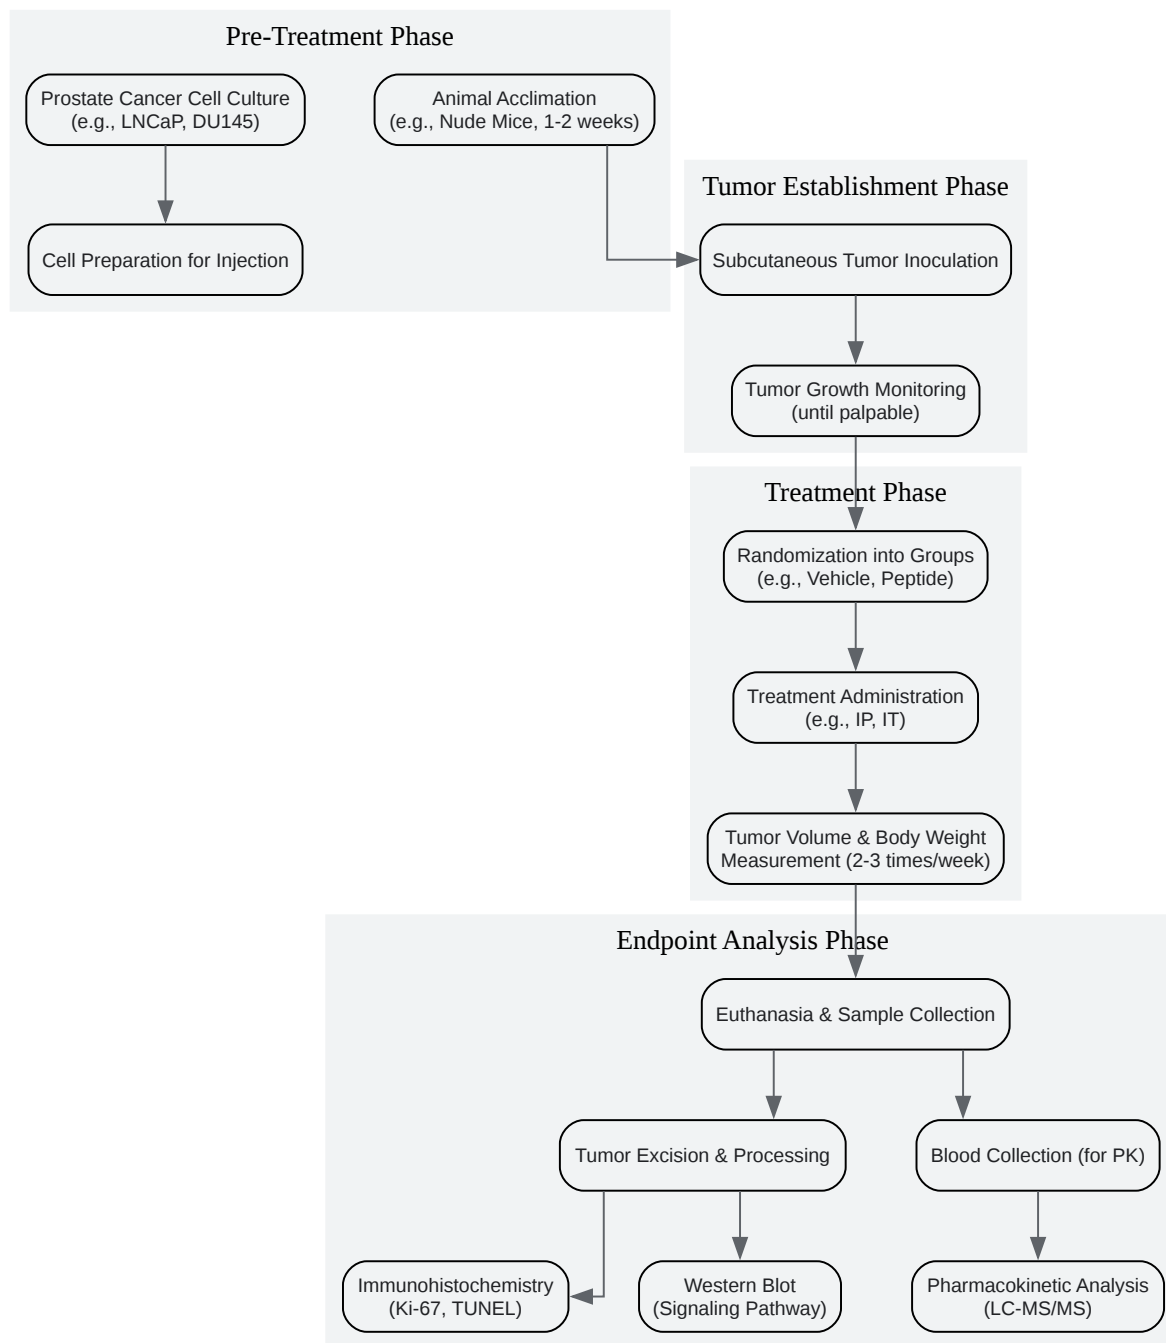 Pre-Treatment Phase
Prostate Cancer Cell Culture
(e.g., LNCaP, DU145)
Animal Acclimation
(e.g., Nude Mice, 1-2 weeks)
Cell Preparation for Injection
Tumor Establishment Phase
Subcutaneous Tumor Inoculation
Tumor Growth Monitoring
(until palpable)
Treatment Phase
Randomization into Groups
(e.g., Vehicle, Peptide)
Treatment Administration
(e.g., IP, IT)
Tumor Volume & Body Weight
Measurement (2-3 times/week)
Endpoint Analysis Phase
Euthanasia & Sample Collection
Tumor Excision & Processing
Blood Collection (for PK)
Immunohistochemistry
(Ki-67, TUNEL)
Western Blot
(Signaling Pathway)
Pharmacokinetic Analysis
(LC-MS/MS)